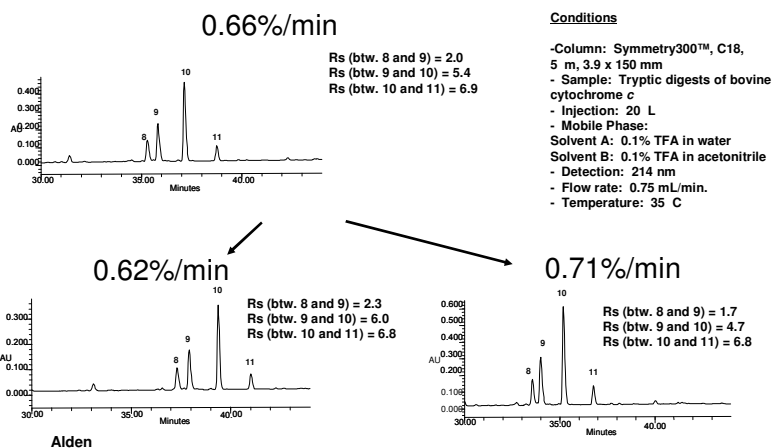 0.66%/min
Rs (btw. 8 and 9) = 2.0
Rs (btw. 9 and 10) = 5.4
Rs (btw. 10 and 11) = 6.9
10
9
8
11
0.400
0.300
0.200
AU
0.100
0.000
30.00 35.00 40.00
Minutes
Conditions
-Column: Symmetry300™, C18,
5 m, 3.9 x 150 mm
- Sample: Tryptic digests of bovine
cytochrome c
- Injection: 20 L
- Mobile Phase:
Solvent A: 0.1% TFA in water
Solvent B: 0.1% TFA in acetonitrile
- Detection: 214 nm
- Flow rate: 0.75 mL/min.
- Temperature: 35 C
0.62%/min
Rs (btw. 8 and 9) = 2.3
Rs (btw. 9 and 10) = 6.0
Rs (btw. 10 and 11) = 6.8
10
9
8
11
0.300
0.200
AU
0.100
0.000
30.00 35.00 40.00
Minutes
0.71%/min
Rs (btw. 8 and 9) = 1.7
Rs (btw. 9 and 10) = 4.7
Rs (btw. 10 and 11) = 6.8
10
9
8
11
0.600
0.500
0.400
0.300
AU
0.200
0.100
0.000
30.00 35.00 40.00
Minutes
Alden